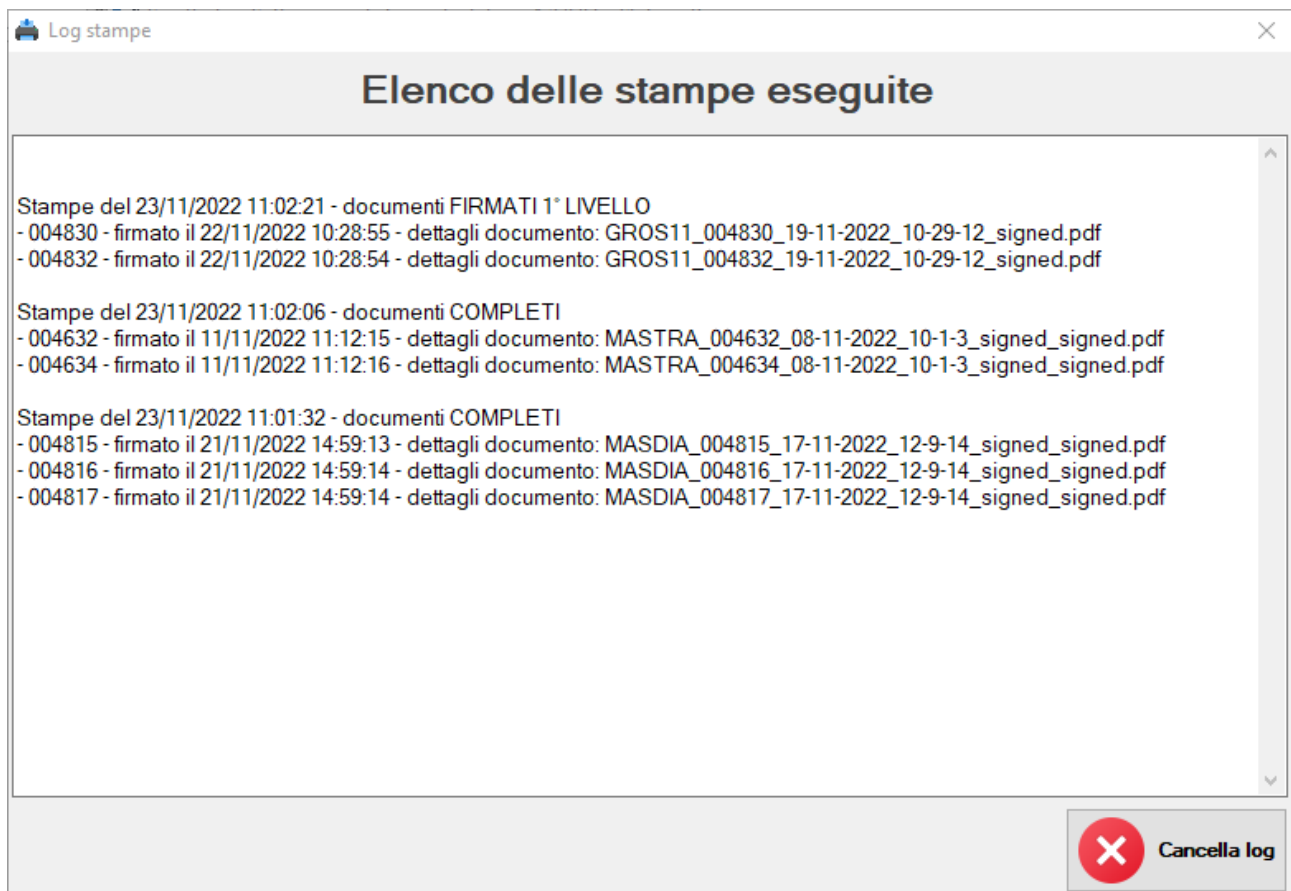 Log stampe
Elenco delle stampe eseguite
Stampe del 23/11/2022 11:02:21 - documenti FIRMATI 1° LIVELLO
- 004830 - firmato il 22/11/2022 10:28:55 - dettagli documento: GROS11_004830_19-11-2022_10-29-12_signed.pdf
- 004832 - firmato il 22/11/2022 10:28:54 - dettagli documento: GROS11_004832_19-11-2022_10-29-12_signed.pdf
Stampe del 23/11/2022 11:02:06 - documenti COMPLETI
- 004632 - firmato il 11/11/2022 11:12:15 - dettagli documento: MASTRA_004632_08-11-2022_10-1-3_signed_signed.pdf
- 004634 - firmato il 11/11/2022 11:12:16 - dettagli documento: MASTRA_004634_08-11-2022_10-1-3_signed_signed.pdf
Stampe del 23/11/2022 11:01:32 - documenti COMPLETI
- 004815 - firmato il 21/11/2022 14:59:13 - dettagli documento: MASDIA_004815_17-11-2022_12-9-14_signed_signed.pdf
- 004816 - firmato il 21/11/2022 14:59:14 - dettagli documento: MASDIA_004816_17-11-2022_12-9-14_signed_signed.pdf
- 004817 - firmato il 21/11/2022 14:59:14 - dettagli documento: MASDIA_004817_17-11-2022_12-9-14_signed_signed.pdf
Cancella log